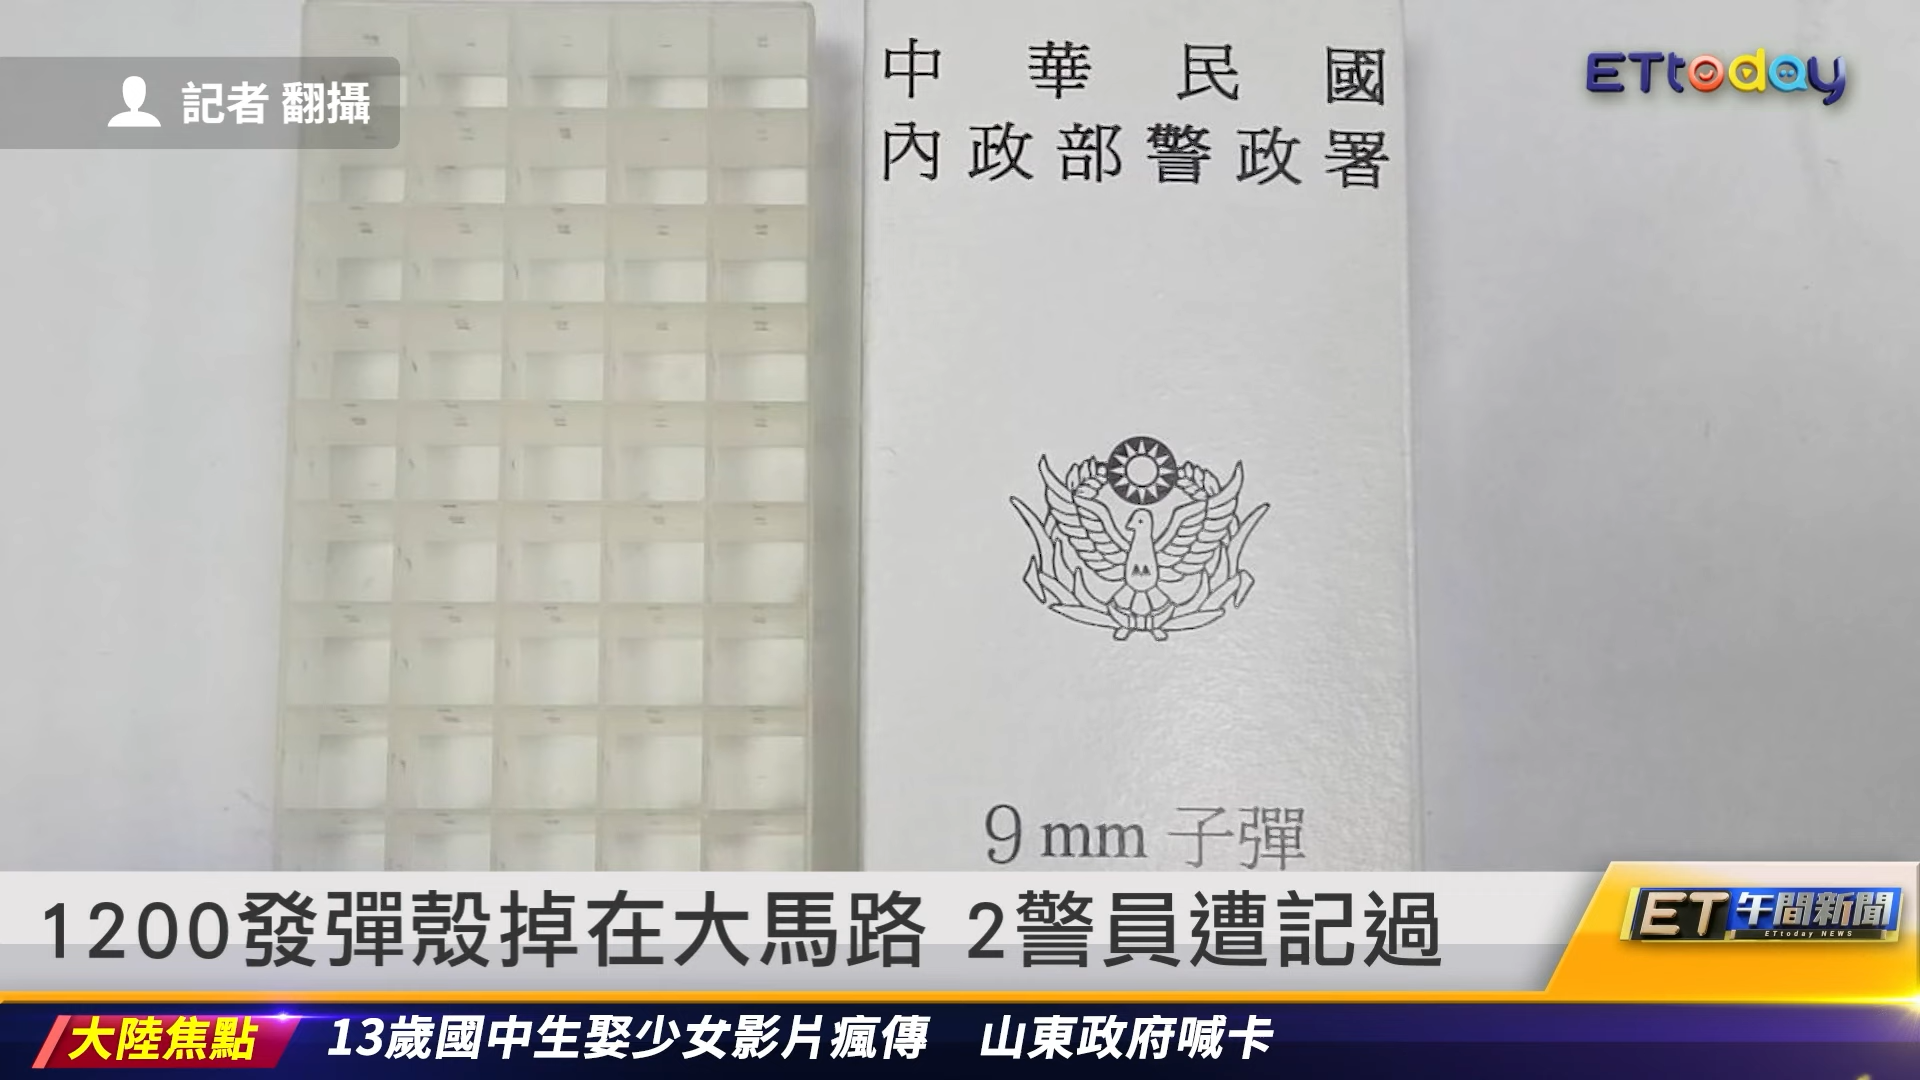 記者 翻攝
ETtoday
中華民國
內政部警政署
9mm 子彈
1200發彈殼掉在大馬路 2警員遭記過
ET午間新聞
ETtoday NEWS
大陸焦點 13歲國中生娶少女影片瘋傳 山東政府喊卡